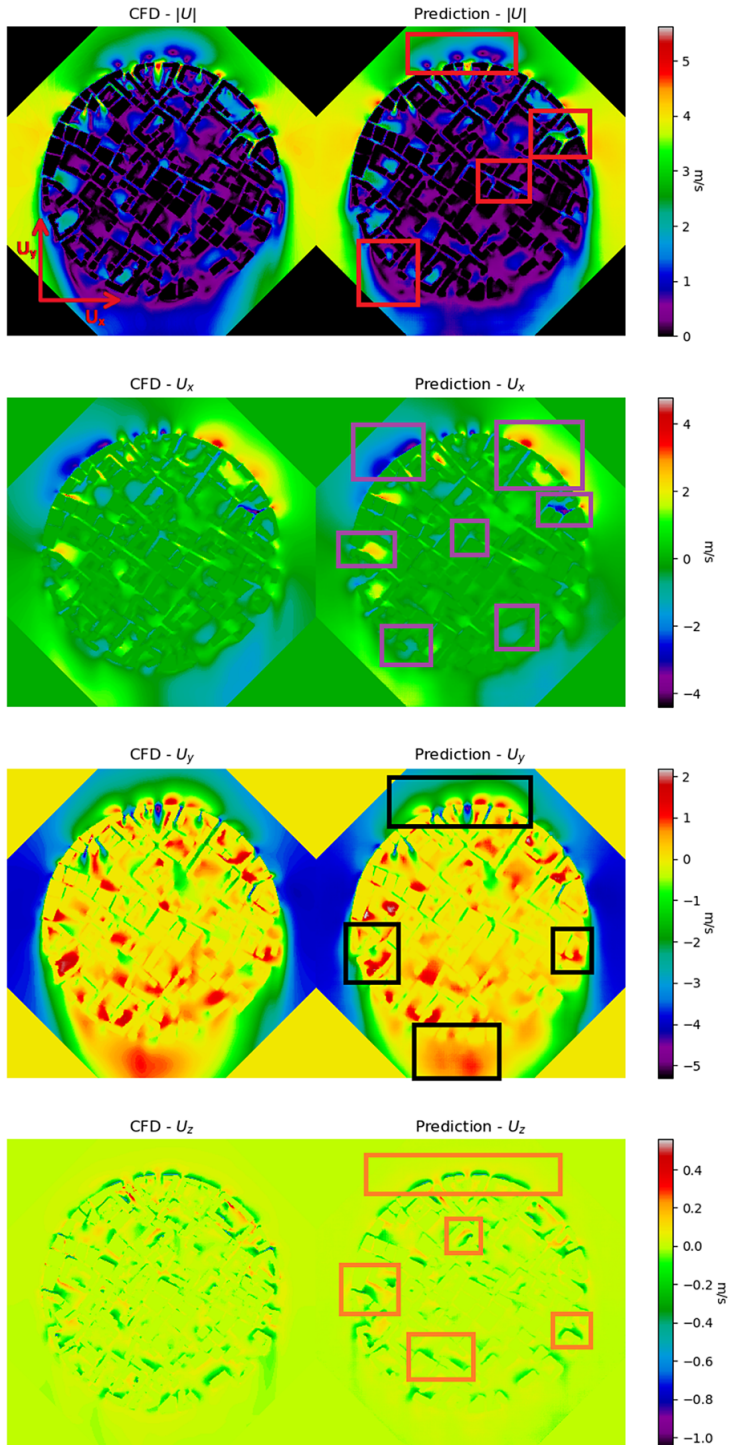 CFD - |U| Prediction - |U|
5
4
3
2
1
0
m/s
Uy
Ux
CFD - Ux Prediction - Ux
4
2
0
−2
−4
m/s
CFD - Uy Prediction - Uy
2
1
0
−1
−2
−3
−4
−5
m/s
CFD - Uz Prediction - Uz
0.4
0.2
0.0
−0.2
−0.4
−0.6
−0.8
−1.0
m/s